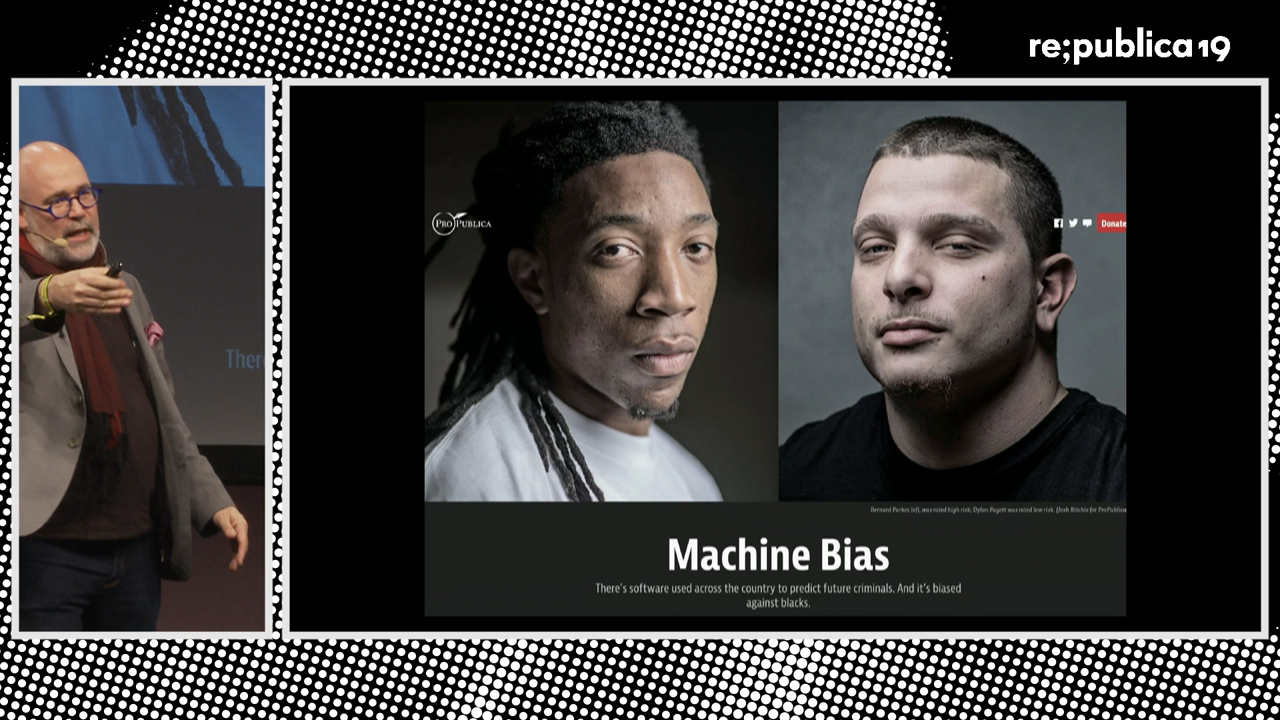 re;publica 19
PROPUBLICA
Donate
There
Bernard Parker, left, was rated high risk; Dylan Fugett was rated low risk. (Josh Ritchie for ProPublica
Machine Bias
There's software used across the country to predict future criminals. And it's biased
against blacks.